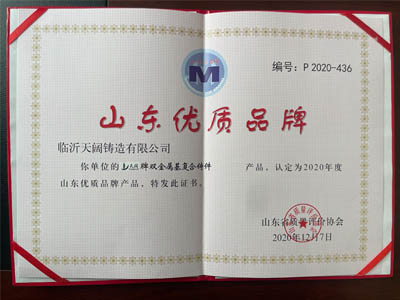 编号：P 2020-436
M
山东优质品牌
临沂天阔铸造有限公司
你单位的 牌双金属基复合铸件 产品，认定为2020年度
山东优质品牌产品，特发此证书。
山东省质量评价协会
2020年12月7日